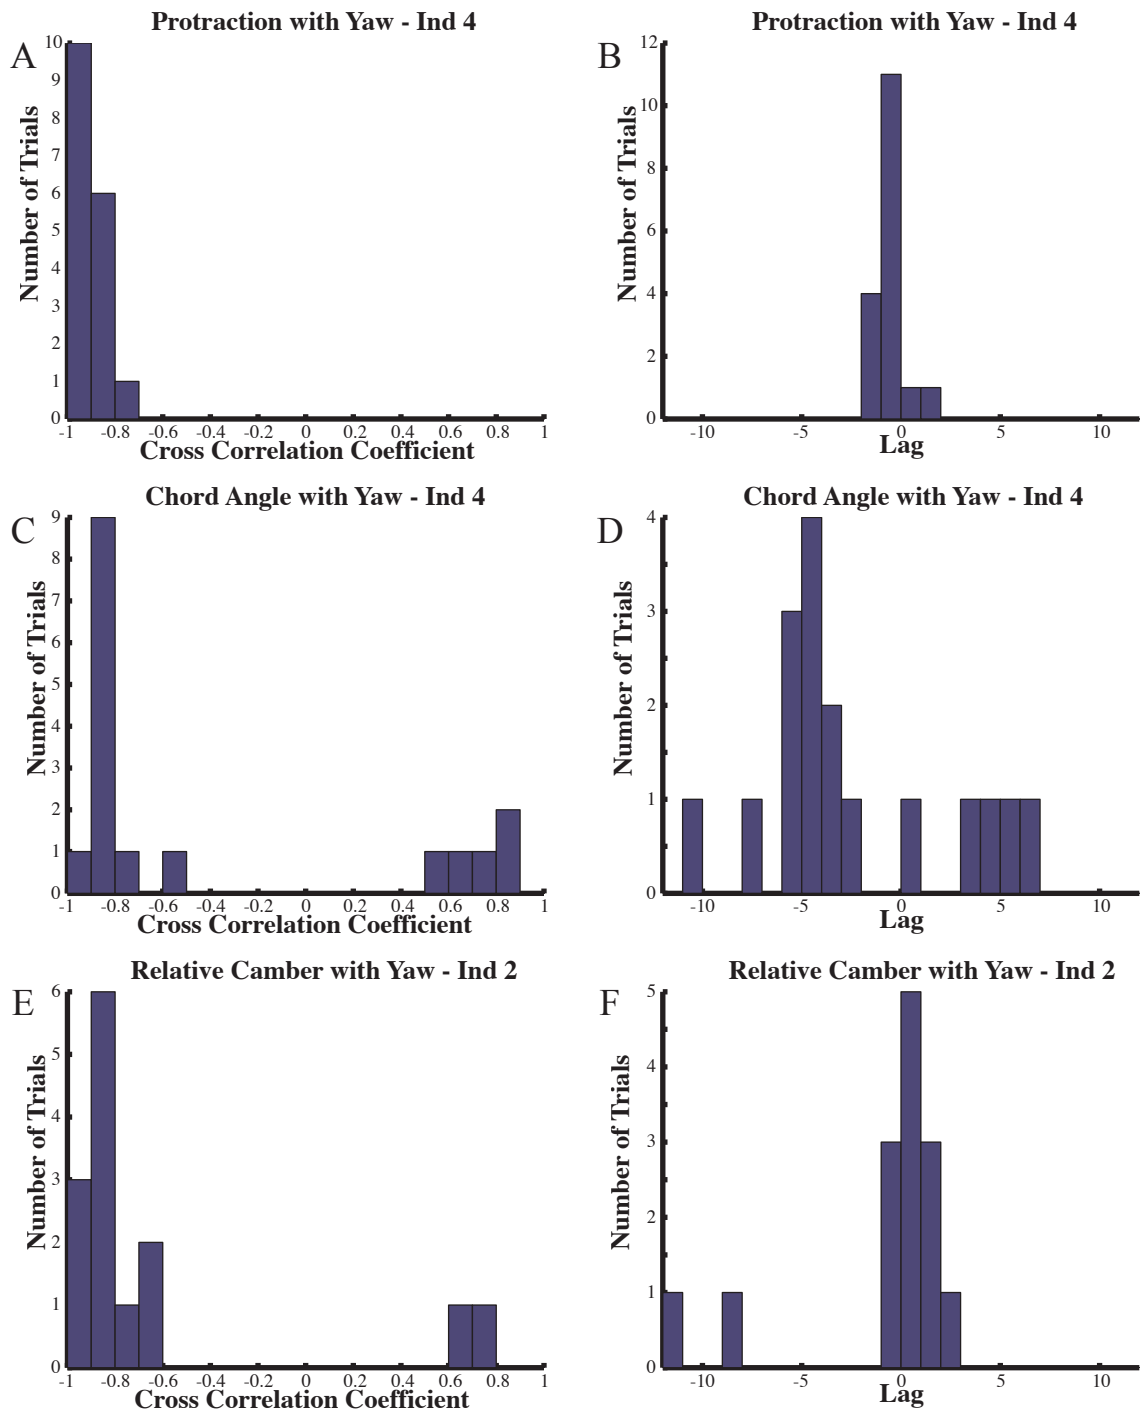 Protraction with Yaw - Ind 4
A
Number of Trials
10
9
8
7
6
5
4
3
2
1
0
-1 -0.8 -0.6 -0.4 -0.2 0 0.2 0.4 0.6 0.8 1
Cross Correlation Coefficient
Protraction with Yaw - Ind 4
B
Number of Trials
12
10
8
6
4
2
0
-10 -5 0 5 10
Lag
Chord Angle with Yaw - Ind 4
C
Number of Trials
9
8
7
6
5
4
3
2
1
0
-1 -0.8 -0.6 -0.4 -0.2 0 0.2 0.4 0.6 0.8 1
Cross Correlation Coefficient
Chord Angle with Yaw - Ind 4
D
Number of Trials
4
3
2
1
0
-10 -5 0 5 10
Lag
Relative Camber with Yaw - Ind 2
E
Number of Trials
6
5
4
3
2
1
0
-1 -0.8 -0.6 -0.4 -0.2 0 0.2 0.4 0.6 0.8 1
Cross Correlation Coefficient
Relative Camber with Yaw - Ind 2
F
Number of Trials
5
4
3
2
1
0
-10 -5 0 5 10
Lag